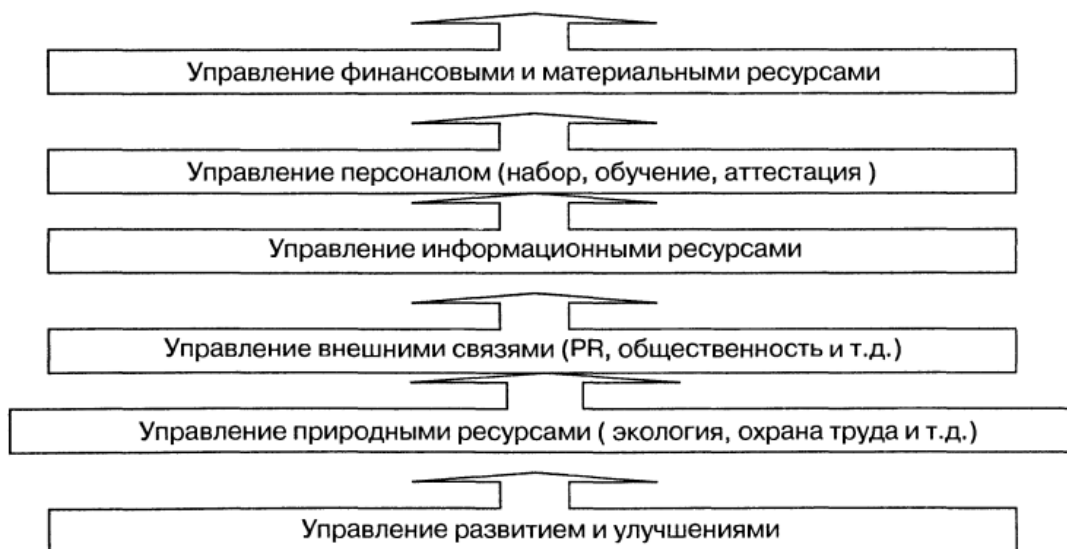 Управление финансовыми и материальными ресурсами
Управление персоналом (набор, обучение, аттестация )
Управление информационными ресурсами
Управление внешними связями (PR, общественность и т.д.)
Управление природными ресурсами ( экология, охрана труда и т.д.)
Управление развитием и улучшениями